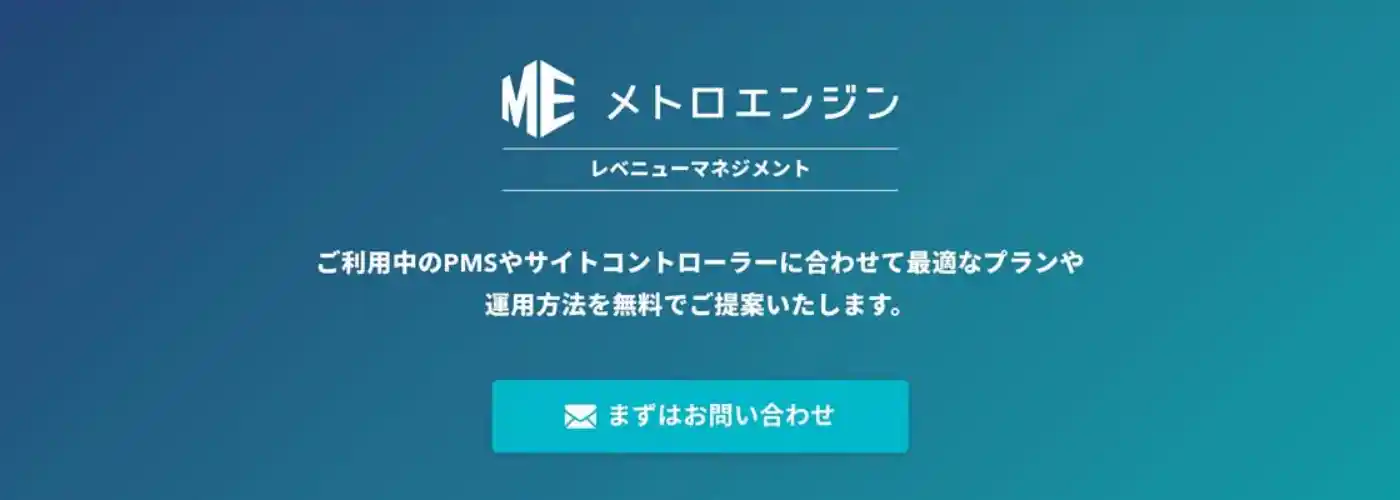 ME メトロエンジン
レベニューマネジメント
ご利用中のPMSやサイトコントローラーに合わせて最適なプランや
運用方法を無料でご提案いたします。
まずはお問い合わせ